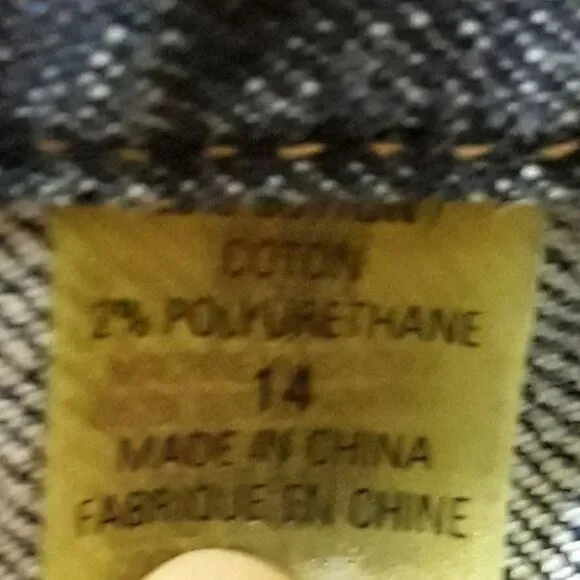 COTON
2% POLYURETHANE
14
MADE IN CHINA
FABRIQUE EN CHINE